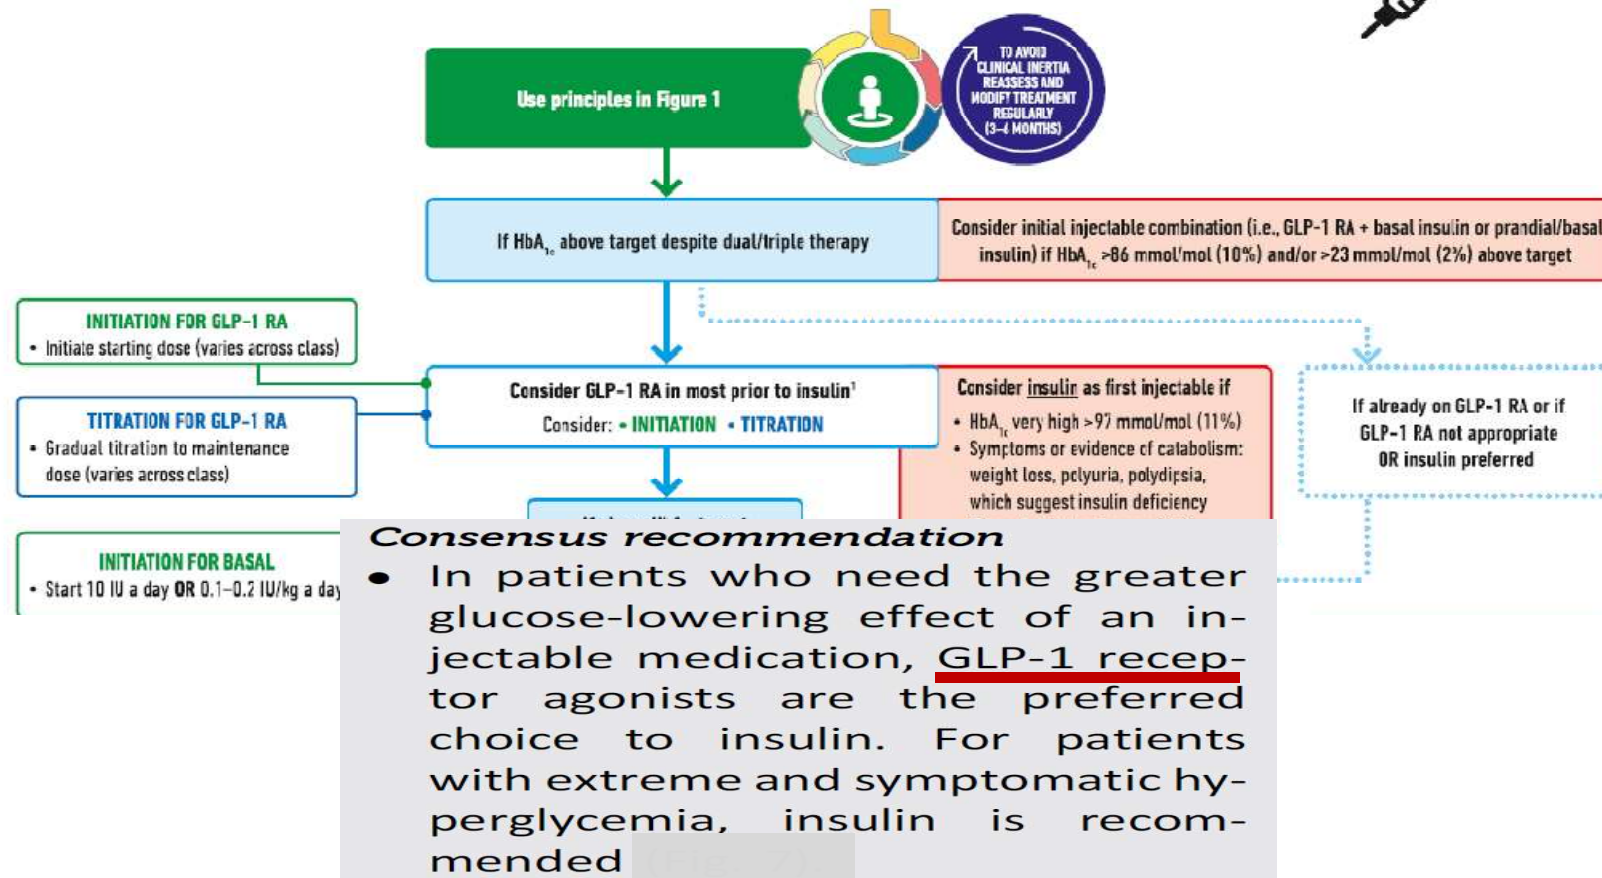 Use principles in Figure 1
TO AVOID
CLINICAL INERTIA
REASSESS AND
MODIFY TREATMENT
REGULARLY
(3–6 MONTHS)
If HbA1c above target despite dual/triple therapy
Consider initial injectable combination (i.e., GLP-1 RA + basal insulin or prandial/basal
insulin) if HbA1c >86 mmol/mol (10%) and/or >23 mmol/mol (2%) above target
INITIATION FOR GLP-1 RA
• Initiate starting dose (varies across class)
TITRATION FOR GLP-1 RA
• Gradual titration to maintenance
dose (varies across class)
Consider GLP-1 RA in most prior to insulin¹
Consider: • INITIATION • TITRATION
Consider insulin as first injectable if
• HbA1c very high >97 mmol/mol (11%)
• Symptoms or evidence of catabolism:
weight loss, polyuria, polydipsia,
which suggest insulin deficiency
If already on GLP-1 RA or if
GLP-1 RA not appropriate
OR insulin preferred
INITIATION FOR BASAL
• Start 10 IU a day OR 0.1–0.2 IU/kg a day
Consensus recommendation
• In patients who need the greater
glucose-lowering effect of an in-
jectable medication, GLP-1 recep-
tor agonists are the preferred
choice to insulin. For patients
with extreme and symptomatic hy-
perglycemia, insulin is recom-
mended (Fig. 7).